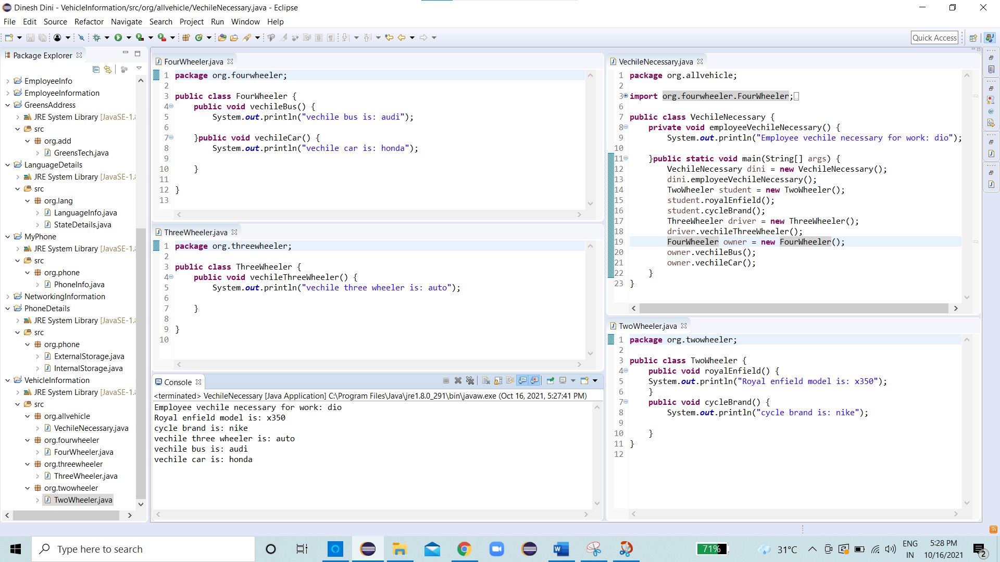 Dinesh Dini - VehicleInformation/src/org/allvehicle/VechileNecessary.java - Eclipse
File Edit Source Refactor Navigate Search Project Run Window Help
Quick Access
Package Explorer
EmployeeInfo
EmployeeInformation
GreensAddress
JRE System Library [JavaSE-1.8
src
org.add
GreensTech.java
LanguageDetails
JRE System Library [JavaSE-1.8
src
org.lang
LanguageInfo.java
StateDetails.java
MyPhone
JRE System Library [JavaSE-1.8
src
org.phone
PhoneInfo.java
NetworkingInformation
PhoneDetails
JRE System Library [JavaSE-1.8
src
org.phone
ExternalStorage.java
InternalStorage.java
VehicleInformation
JRE System Library [JavaSE-1.8
src
org.allvehicle
VechileNecessary.java
org.fourwheeler
FourWheeler.java
org.threewheeler
ThreeWheeler.java
org.twowheeler
TwoWheeler.java
FourWheeler.java
1 package org.fourwheeler;
2
3 public class FourWheeler {
4 public void vechileBus() {
5 System.out.println("vechile bus is: audi");
6
7 }public void vechileCar() {
8 System.out.println("vechile car is: honda");
9
10 }
11
12 }
13
ThreeWheeler.java
1 package org.threewheeler;
2
3 public class ThreeWheeler {
4 public void vechileThreeWheeler() {
5 System.out.println("vechile three wheeler is: auto");
6
7 }
8
9 }
10
Console
<terminated> VechileNecessary [Java Application] C:\Program Files\Java\jre1.8.0_291\bin\javaw.exe (Oct 16, 2021, 5:27:41 PM)
Employee vechile necessary for work: dio
Royal enfield model is: x350
cycle brand is: nike
vechile three wheeler is: auto
vechile bus is: audi
vechile car is: honda
VechileNecessary.java
1 package org.allvehicle;
2
3 import org.fourwheeler.FourWheeler;
6
7 public class VechileNecessary {
8 private void employeeVechileNecessary() {
9 System.out.println("Employee vechile necessary for work: dio");
10
11 }public static void main(String[] args) {
12 VechileNecessary dini = new VechileNecessary();
13 dini.employeeVechileNecessary();
14 TwoWheeler student = new TwoWheeler();
15 student.royalEnfield();
16 student.cycleBrand();
17 ThreeWheeler driver = new ThreeWheeler();
18 driver.vechileThreeWheeler();
19 FourWheeler owner = new FourWheeler();
20 owner.vechileBus();
21 owner.vechileCar();
22 }
23 }
TwoWheeler.java
1 package org.twowheeler;
2
3 public class TwoWheeler {
4 public void royalEnfield() {
5 System.out.println("Royal enfield model is: x350");
6 }
7 public void cycleBrand() {
8 System.out.println("cycle brand is: nike");
9
10 }
11 }
12
Type here to search
71%
31°C
ENG
IN
5:28 PM
10/16/2021
2